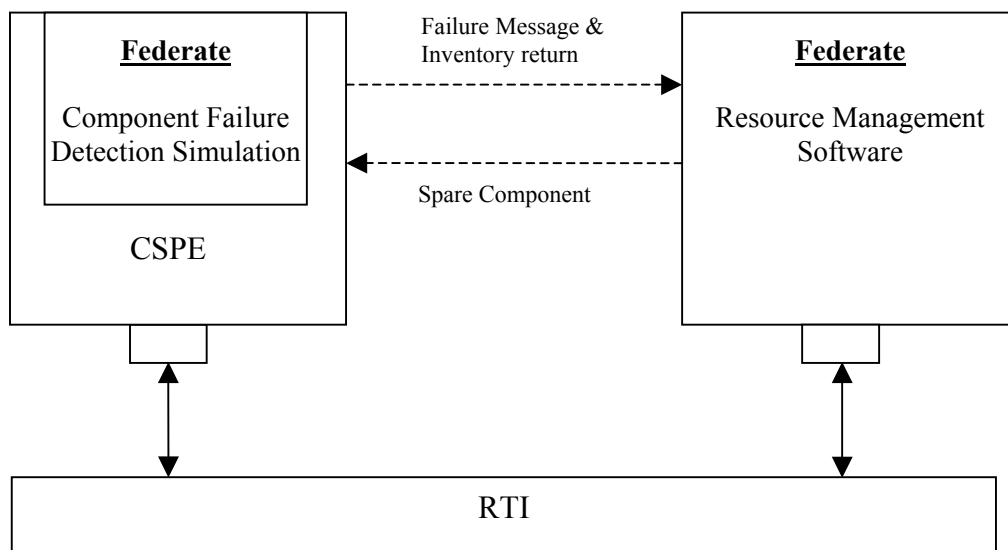 Federate
Component Failure
Detection Simulation
CSPE
Failure Message &
Inventory return
Spare Component
Federate
Resource Management
Software
RTI